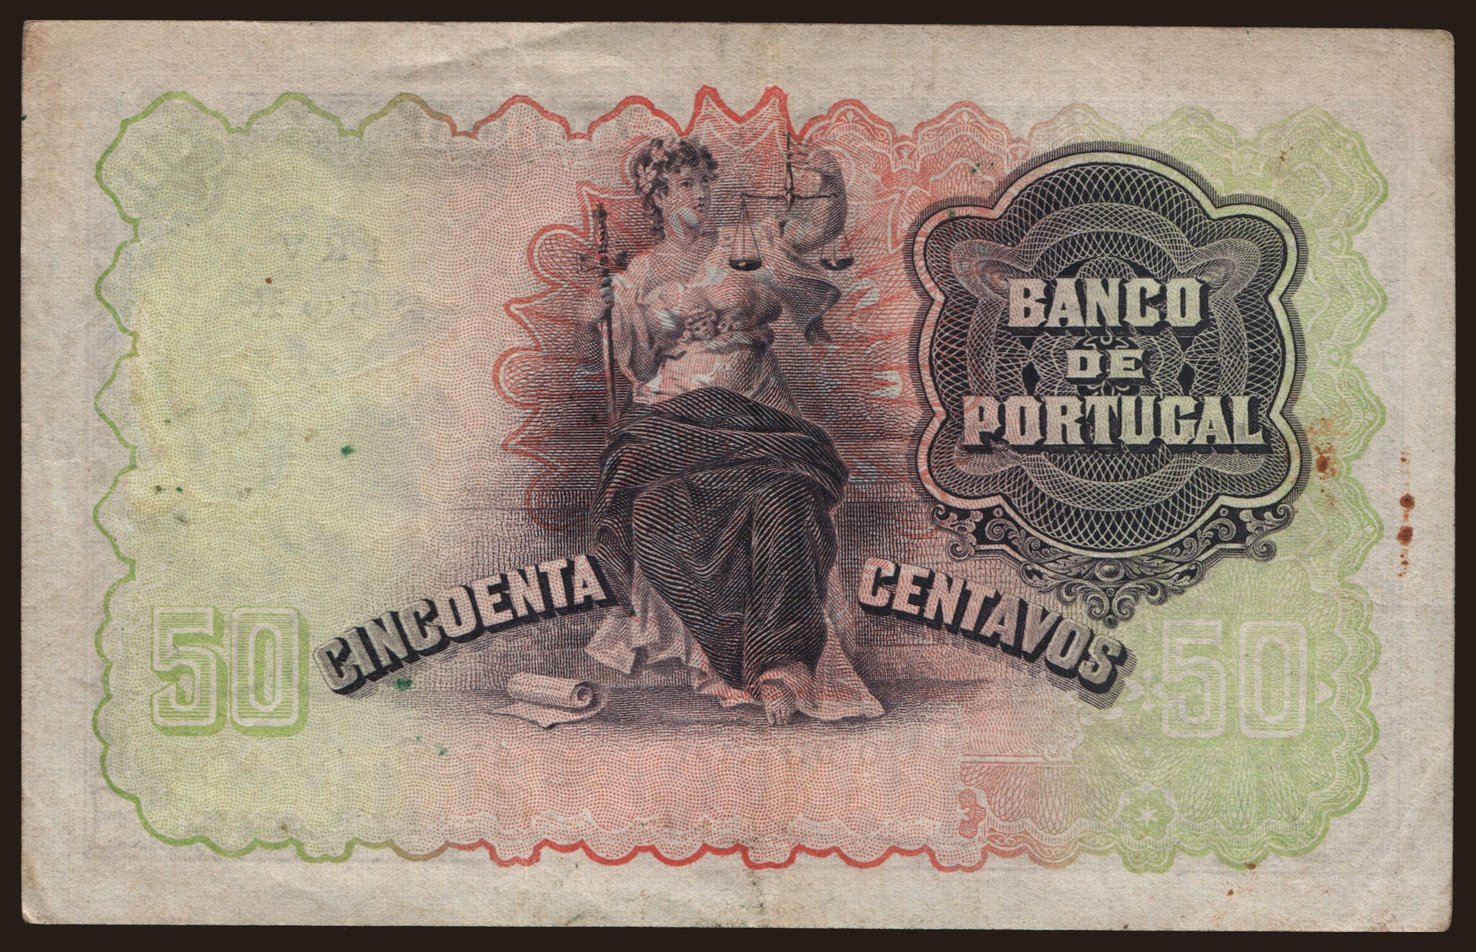 BANCO
DE
PORTUGAL
CINCOENTA CENTAVOS
50
50